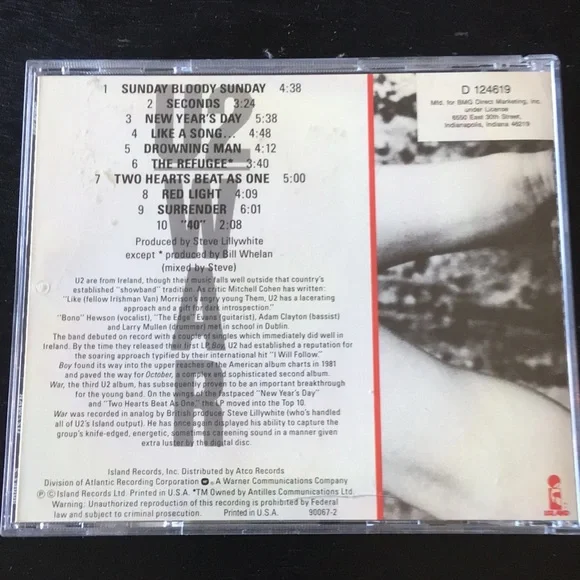 1 SUNDAY BLOODY SUNDAY 4:38
2 SECONDS 3:24
3 NEW YEAR'S DAY 5:38
4 LIKE A SONG... 4:48
5 DROWNING MAN 4:12
6 THE REFUGEE* 3:40
7 TWO HEARTS BEAT AS ONE 5:00
8 RED LIGHT 4:09
9 SURRENDER 6:01
10 "40" 2:08
Produced by Steve Lillywhite
except * produced by Bill Whelan
(mixed by Steve)
U2 WAR
U2 are from Ireland, though their music falls well outside that country's
established "showband" tradition. As critic Mitchell Cohen has written:
"Like (fellow Irishman Van) Morrison's angry young Them, U2 has a lacerating
approach and a gift for introspection."
"Bono" Hewson (vocalist), "The Edge" Evans (guitarist), Adam Clayton (bassist)
and Larry Mullen (drummer) met in school in Dublin.
The band debuted on record with a couple of singles which immediately did well in
Ireland. By the time they released their first LP Boy, U2 had established a reputation for
the soaring approach typified by their international hit "I Will Follow."
Boy found its way into the upper reaches of the American album charts in 1981
and paved the way for October, a complex and sophisticated second album.
War, the third U2 album, has subsequently proven to be an important breakthrough
for the young band. On the wings of the fastpaced "New Year's Day"
and "Two Hearts Beat as One," the LP moved into the Top 10.
War was recorded in analog by British producer Steve Lillywhite (who's handled
all of U2's Island output). He has once again displayed his ability to capture the
group's knife-edged, energetic, sometimes screening sound in a manner given
extra luster by the digital disc.
Island Records, Inc. Distributed by Atco Records
Division of Atlantic Recording Corporation A Warner Communications Company
℗ © Island Records Ltd. Printed in U.S.A. *TM Owned by Antilles Communications Ltd.
Warning: Unauthorized reproduction of this recording is prohibited by Federal
law and subject to criminal prosecution. Printed in U.S.A. 90067-2
D 124619
Mfd. for BMG Direct Marketing, Inc.
under License
6550 East 30th Street,
Indianapolis, Indiana 46219
ISLAND